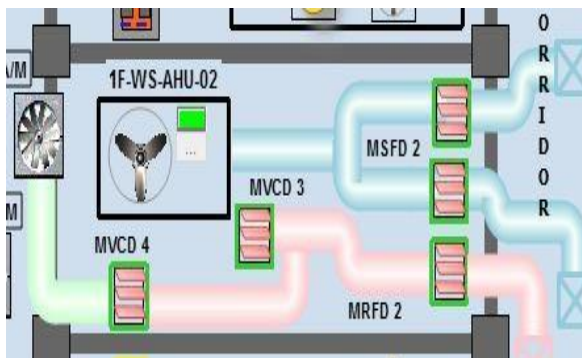 A/M
1F-WS-AHU-02
...
MSFD 2
MVCD 3
M
MVCD 4
MRFD 2
O
R
R
I
D
O
R